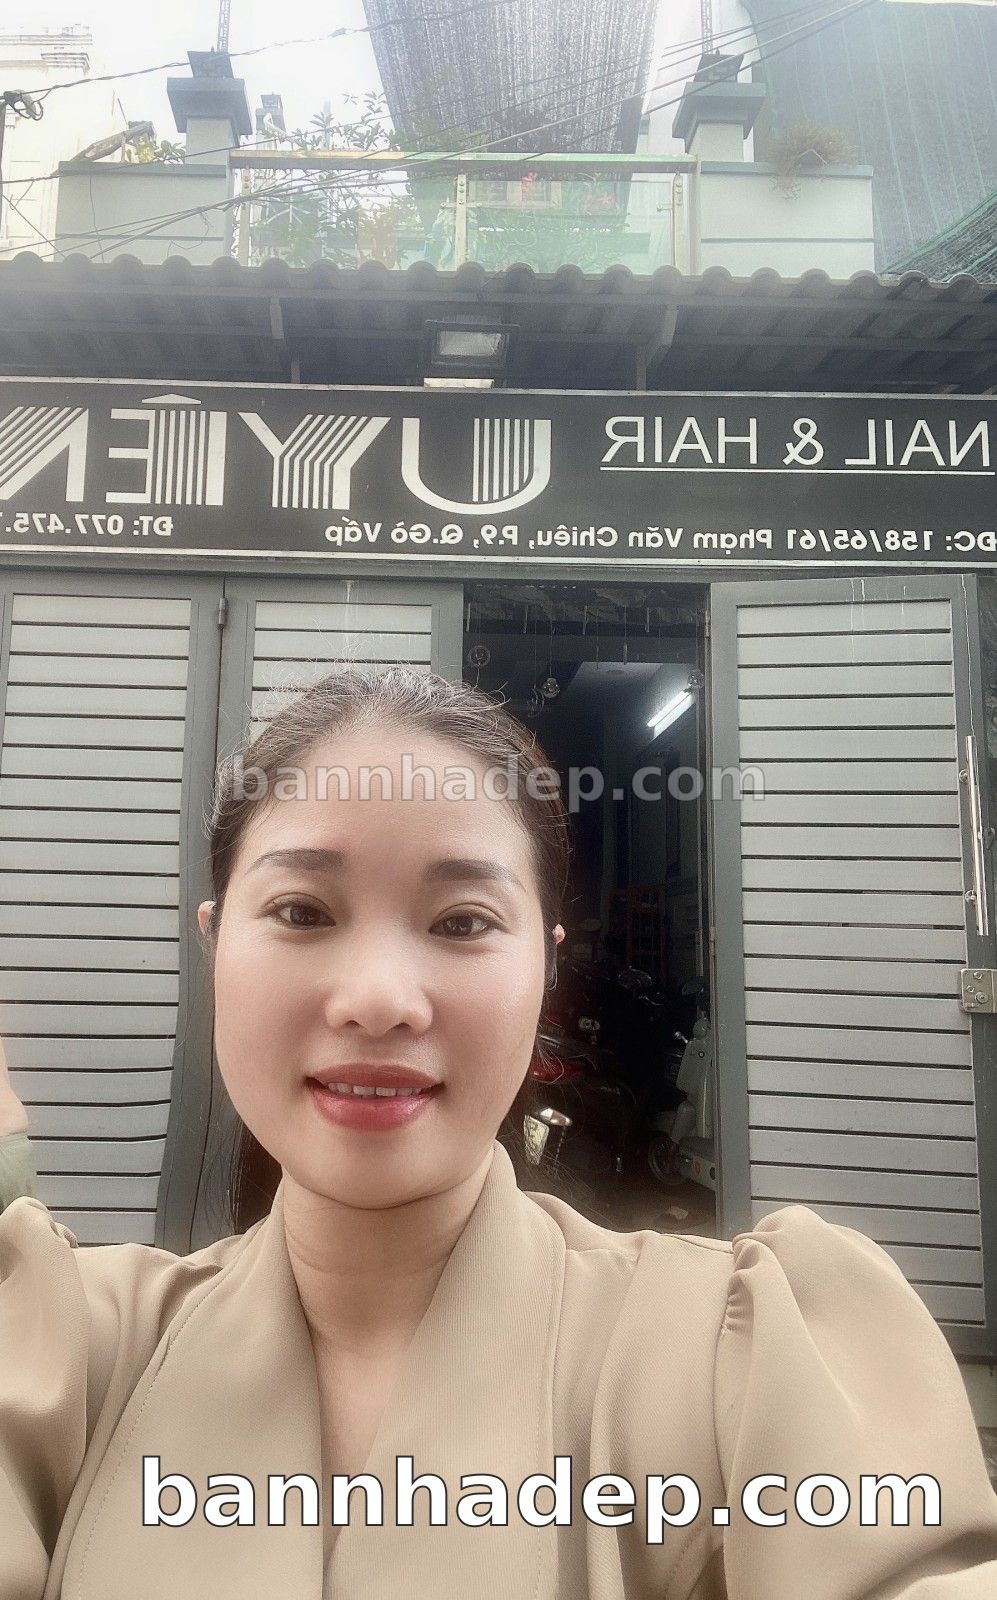 NAIL & HAIR
UYÊN
ĐC: 158/65/61 Phạm Văn Chiêu, P.9, Q.Gò Vấp
ĐT: 077.475.
bannhadep.com
bannhadep.com